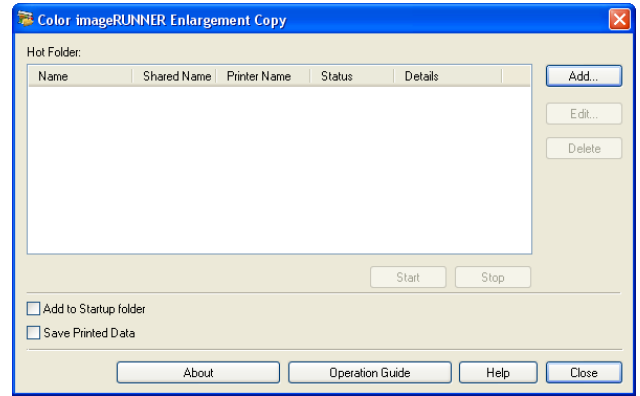 Color imageRUNNER Enlargement Copy
Hot Folder:
Name Shared Name Printer Name Status Details
Add...
Edit...
Delete
Start Stop
Add to Startup folder
Save Printed Data
About Operation Guide Help Close